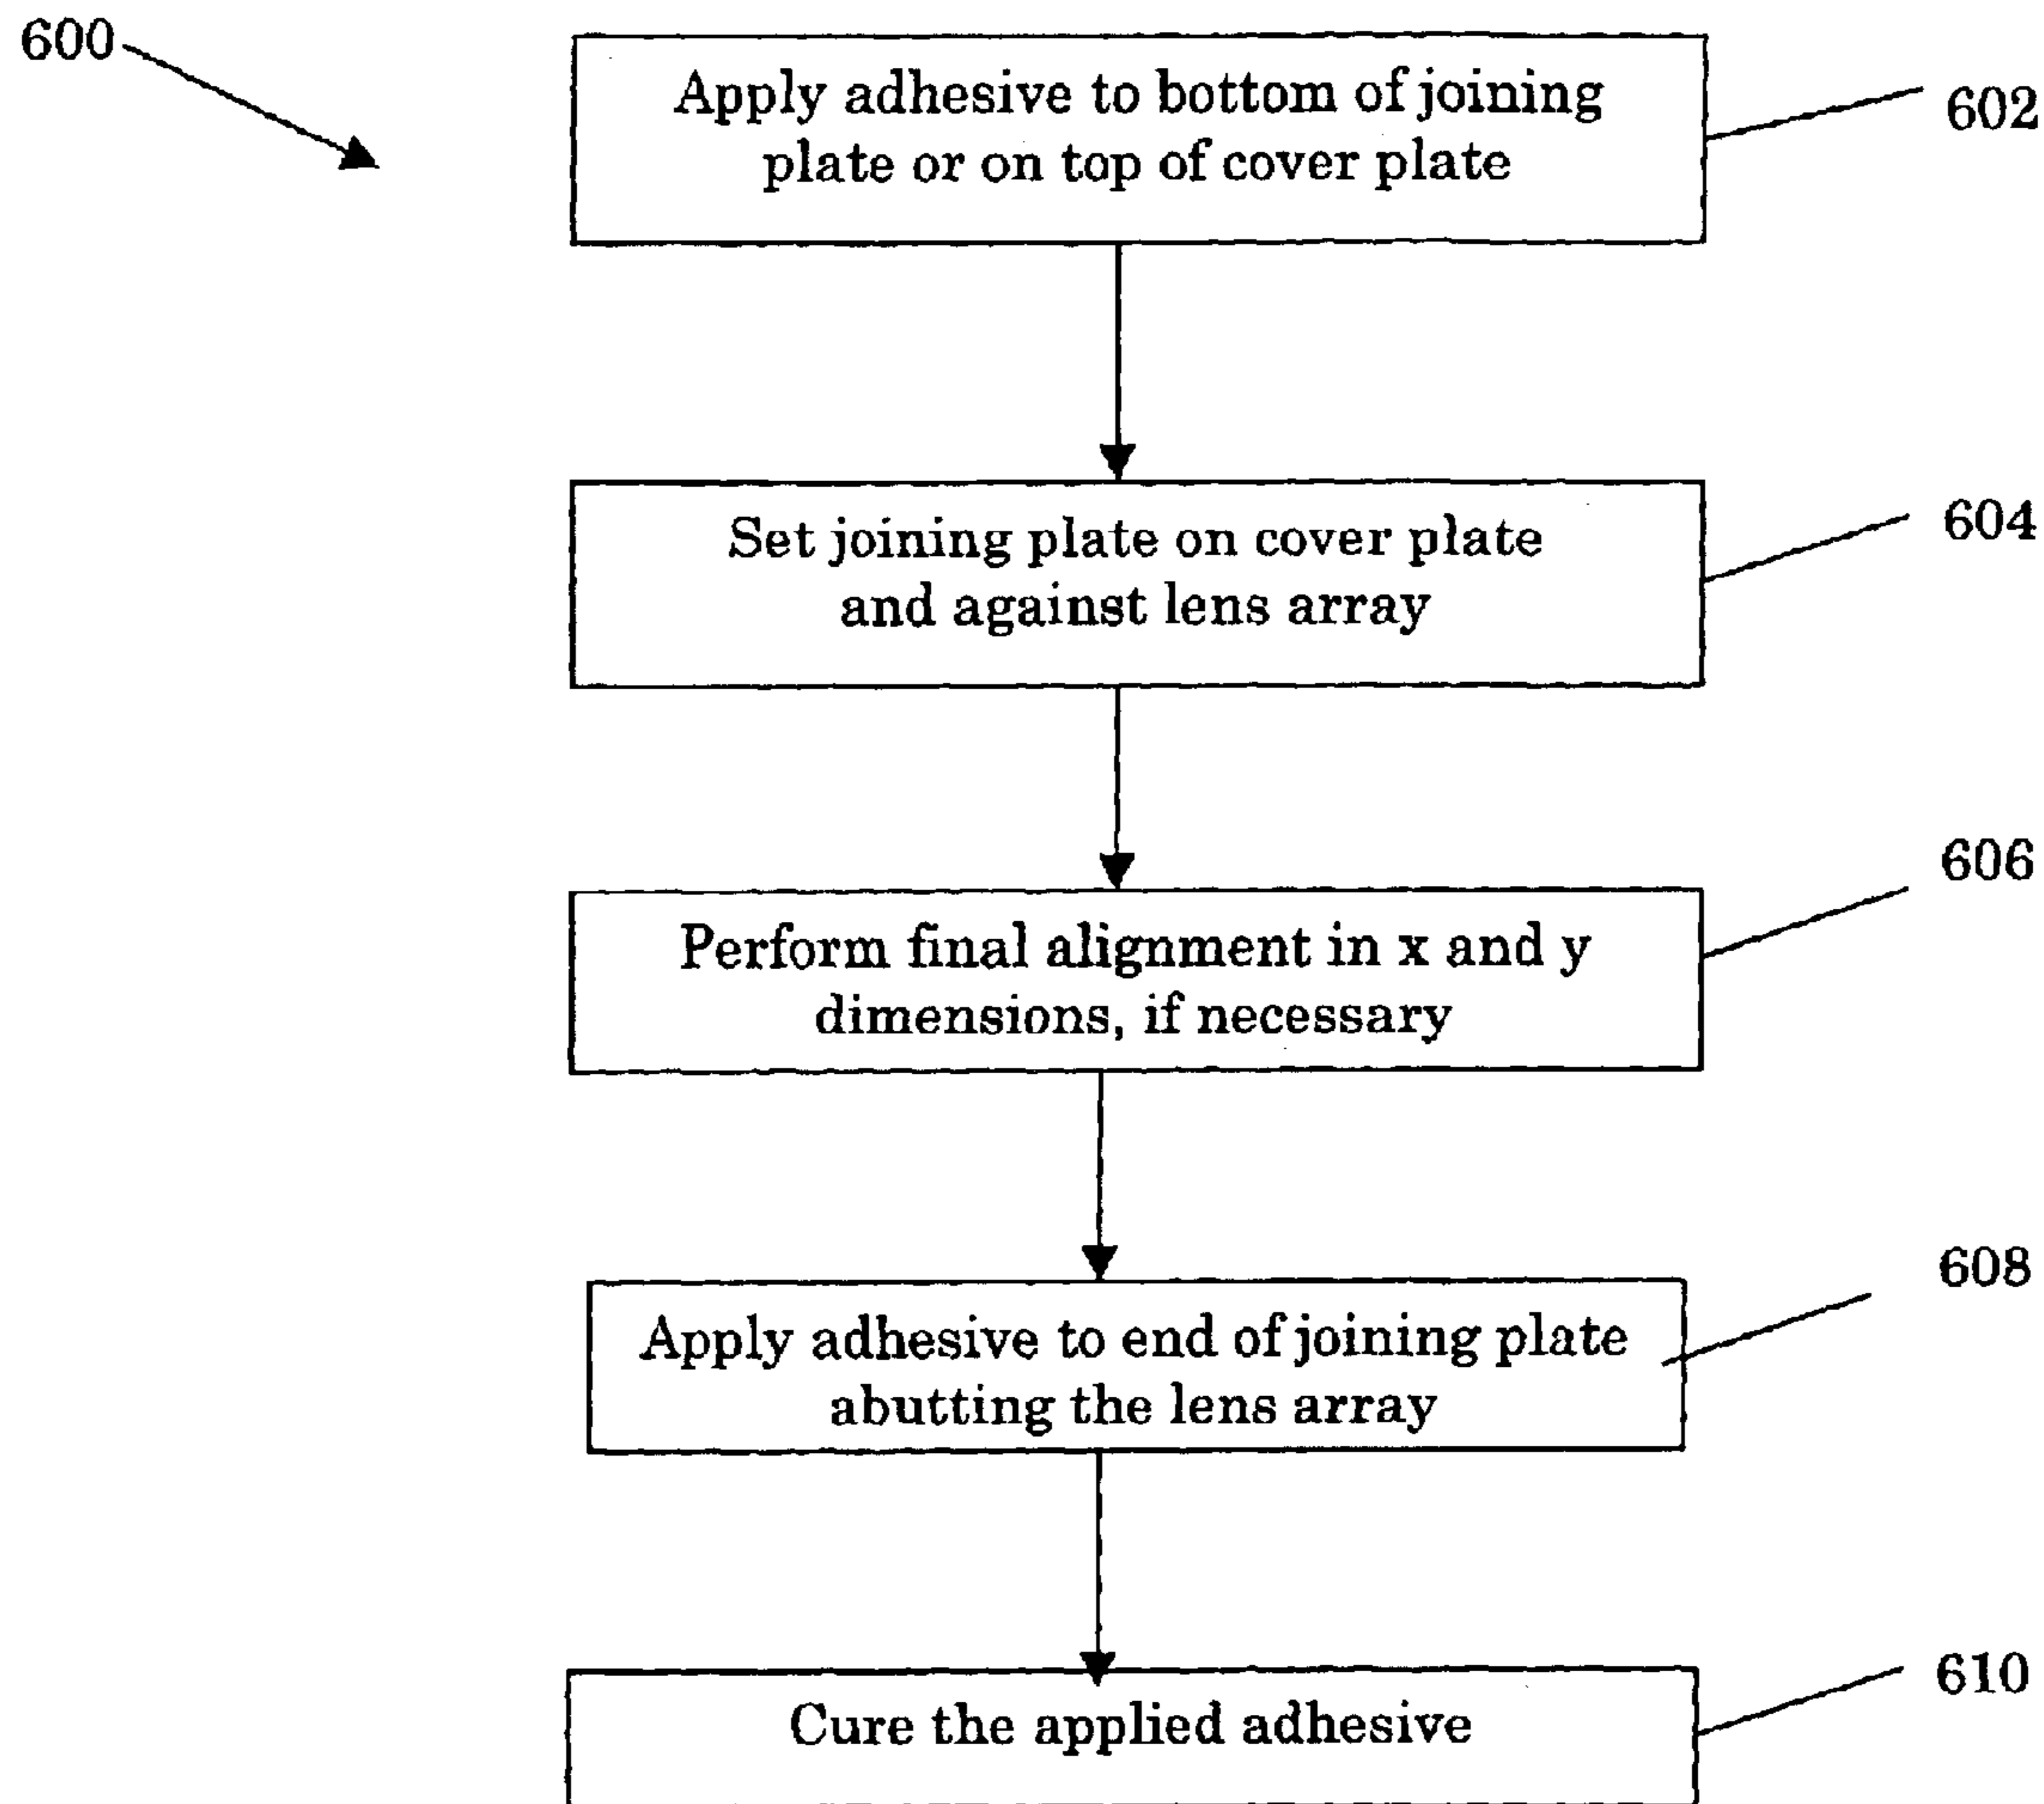 600
Apply adhesive to bottom of joining
plate or on top of cover plate
602
Set joining plate on cover plate
and against lens array
604
Perform final alignment in x and y
dimensions, if necessary
606
Apply adhesive to end of joining plate
abutting the lens array
608
Cure the applied adhesive
610